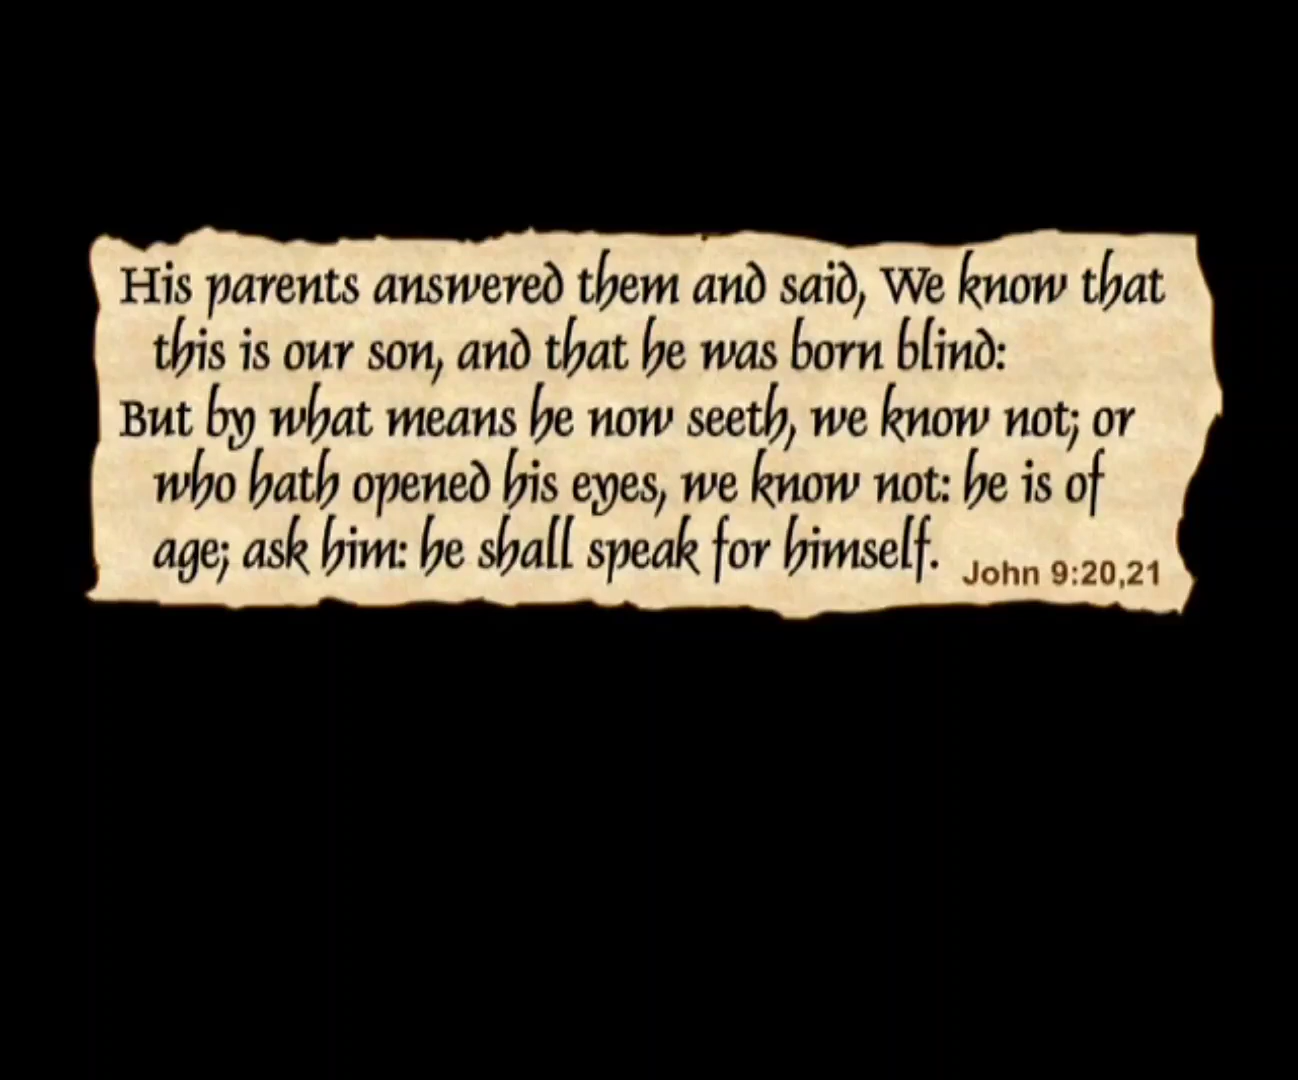 His parents answered them and said, We know that
this is our son, and that he was born blind:
But by what means he now seeth, we know not; or
who hath opened his eyes, we know not: he is of
age; ask him: he shall speak for himself.
John 9:20,21